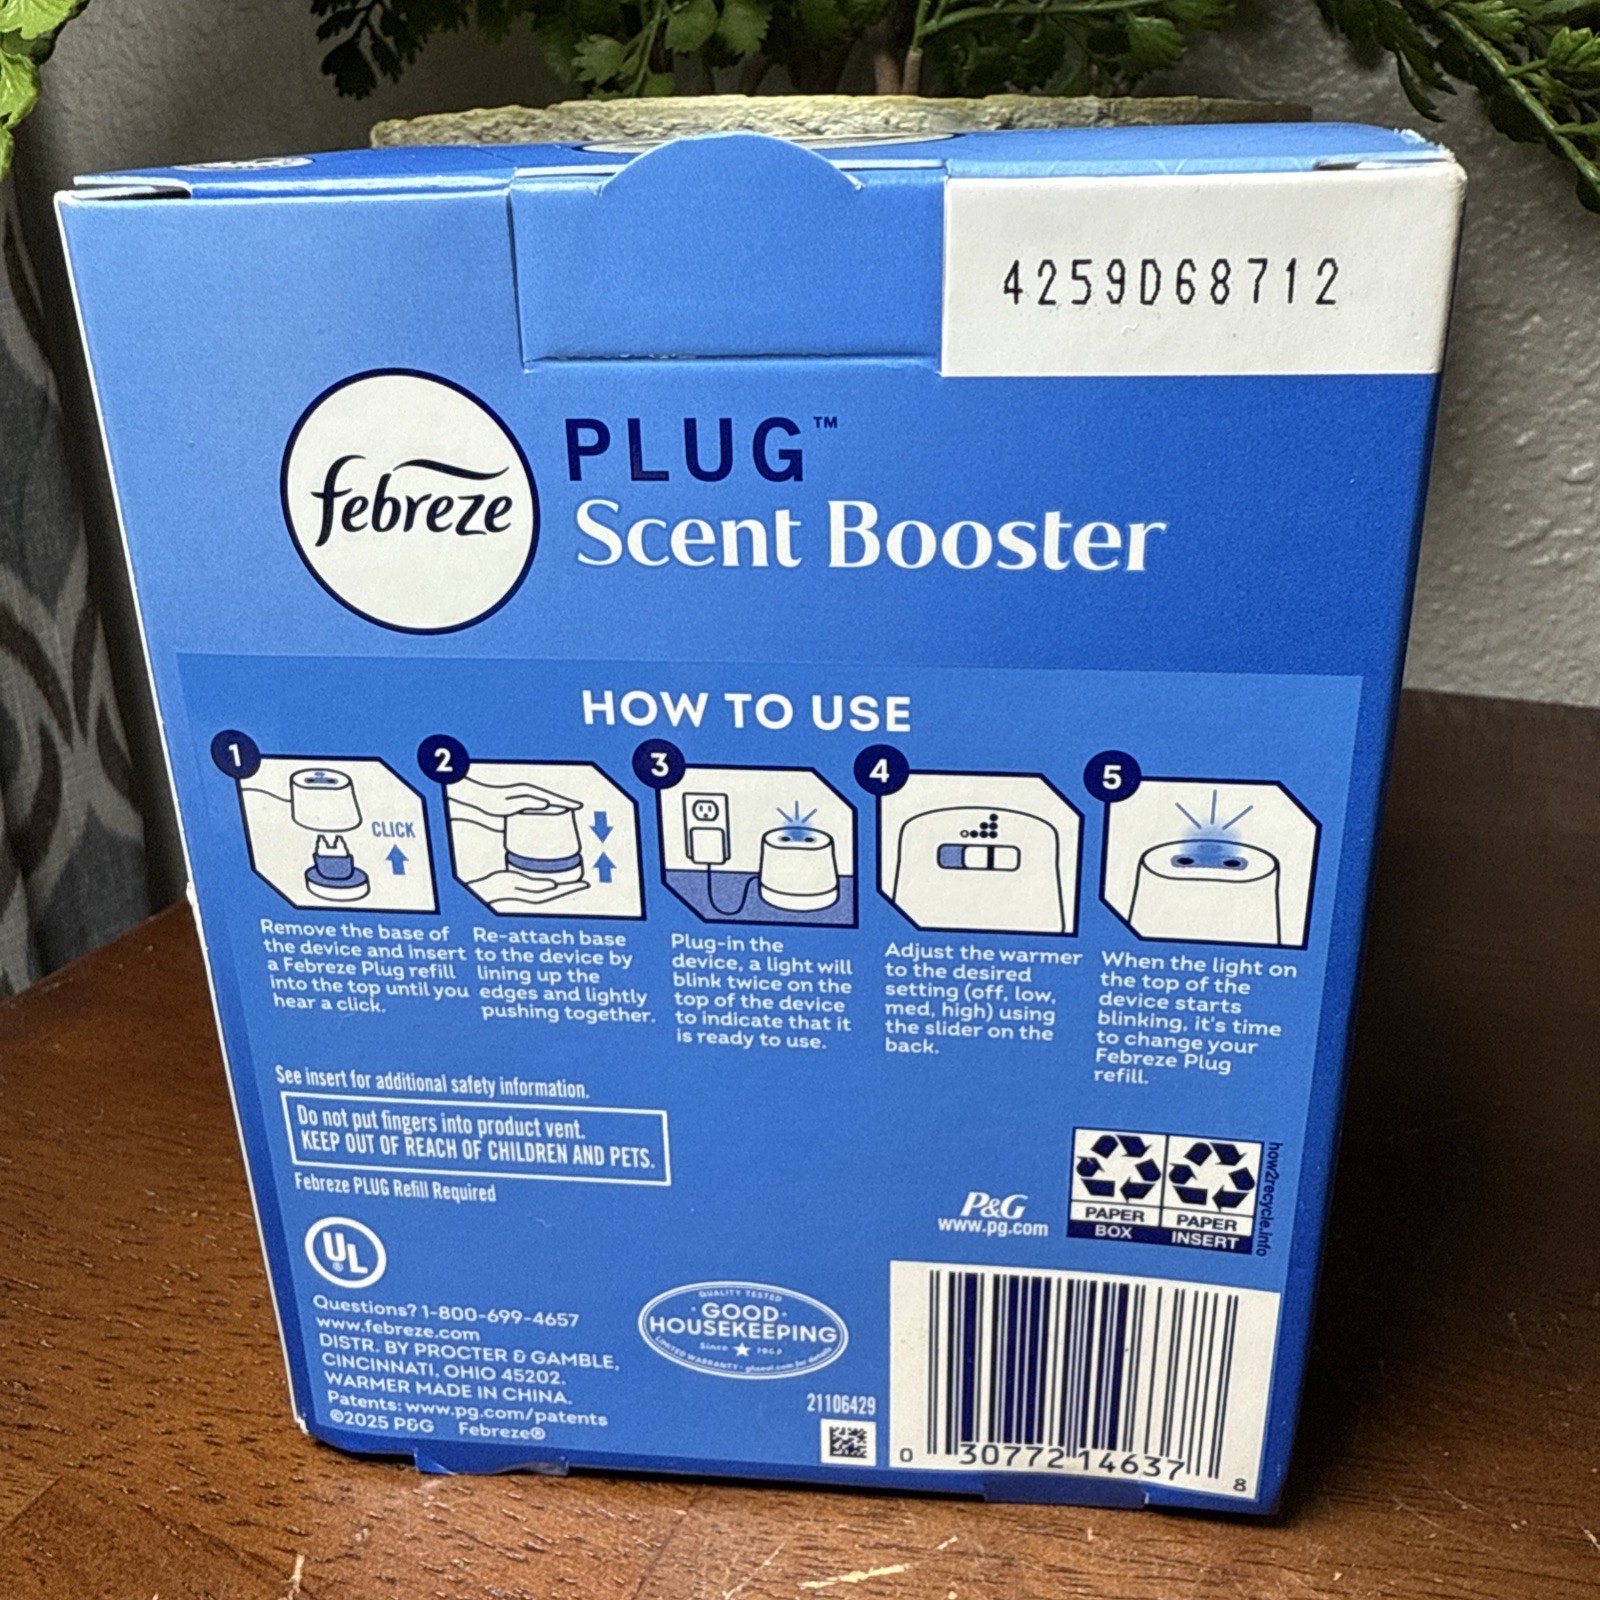 4259D68712
febreze
PLUG™
Scent Booster
HOW TO USE
1
CLICK
Remove the base of
the device and insert
a Febreze Plug refill
into the top until you
hear a click.
2
Re-attach base
to the device by
lining up the
edges and lightly
pushing together.
3
Plug-in the
device, a light will
blink twice on the
top of the device
to indicate that it
is ready to use.
4
Adjust the warmer
to the desired
setting (off, low,
med, high) using
the slider on the
back.
5
When the light on
the top of the
device starts
blinking, it's time
to change your
Febreze Plug
refill.
See insert for additional safety information.
Do not put fingers into product vent.
KEEP OUT OF REACH OF CHILDREN AND PETS.
Febreze PLUG Refill Required
UL®
Questions? 1-800-699-4657
www.febreze.com
DISTR. BY PROCTER & GAMBLE,
CINCINNATI, OHIO 45202.
WARMER MADE IN CHINA.
Patents: www.pg.com/patents
©2025 P&G Febreze®
QUALITY TESTED
GOOD
HOUSEKEEPING
Since
LIMITED WARRANTY · ghseal.com for details
P&G
www.pg.com
PAPER
BOX
PAPER
INSERT
how2recycle.info
21106429
0 30772 14637 8